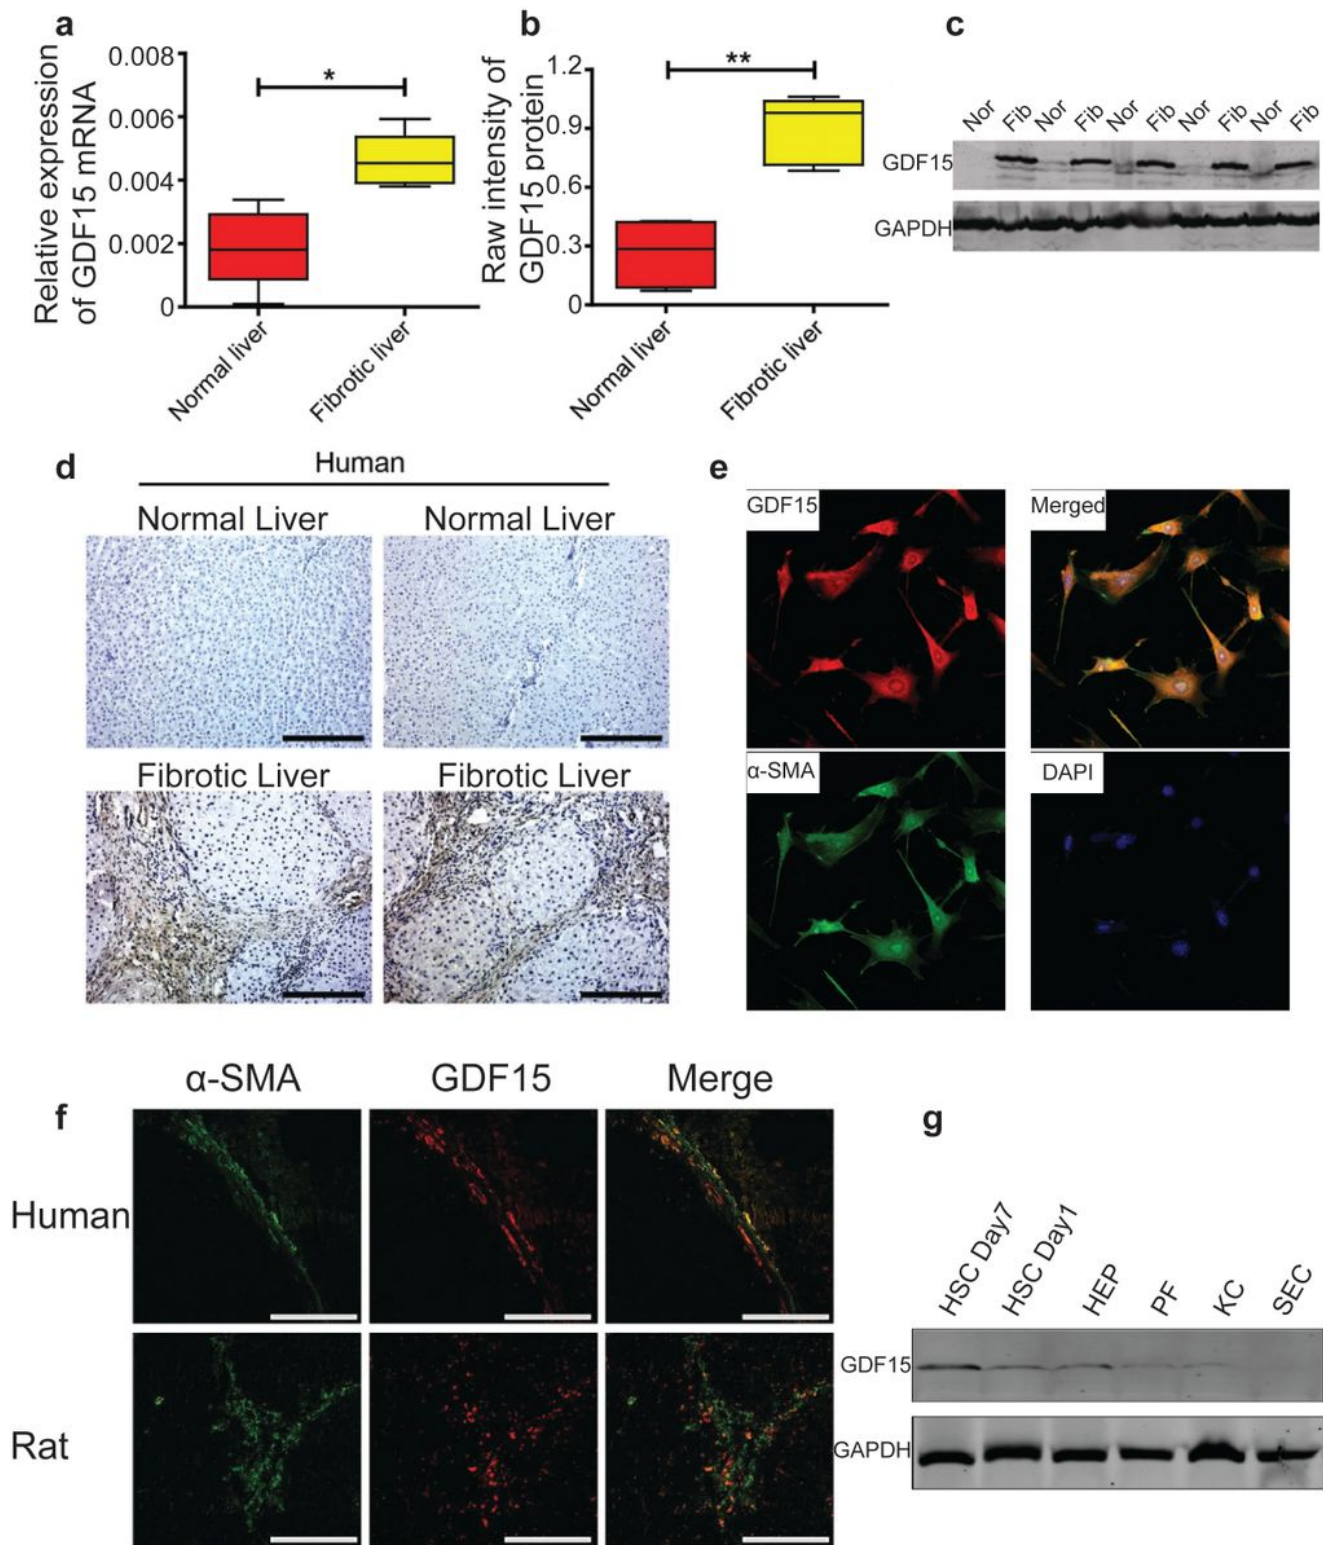 a
Relative expression
of GDF15 mRNA
0.008
0.006
0.004
0.002
0
*
Normal liver
Fibrotic liver
b
Raw intensity of
GDF15 protein
1.2
0.9
0.6
0.3
0
**
Normal liver
Fibrotic liver
c
Nor Fib Nor Fib Nor Fib Nor Fib Nor Fib
GDF15
GAPDH
d
Human
Normal Liver Normal Liver
Fibrotic Liver Fibrotic Liver
e
GDF15 Merged
α-SMA DAPI
f
α-SMA GDF15 Merge
Human
Rat
g
HSC Day7 HSC Day1 HEP PF KC SEC
GDF15
GAPDH